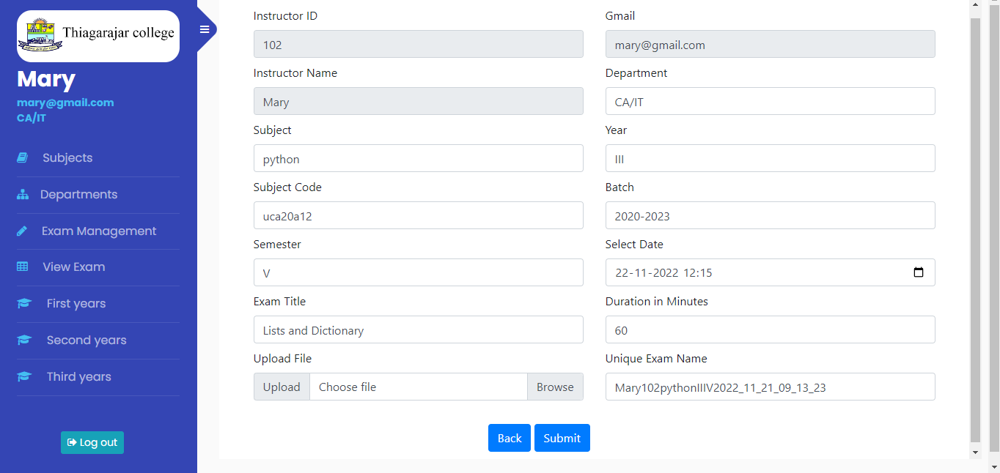 Thiagarajar college
Mary
mary@gmail.com
CA/IT
Subjects
Departments
Exam Management
View Exam
First years
Second years
Third years
Log out
Instructor ID
102
Gmail
mary@gmail.com
Instructor Name
Mary
Department
CA/IT
Subject
python
Year
III
Subject Code
uca20a12
Batch
2020-2023
Semester
V
Select Date
22-11-2022 12:15
Exam Title
Lists and Dictionary
Duration in Minutes
60
Upload File
Upload Choose file Browse
Unique Exam Name
Mary102pythonIIIV2022_11_21_09_13_23
Back Submit